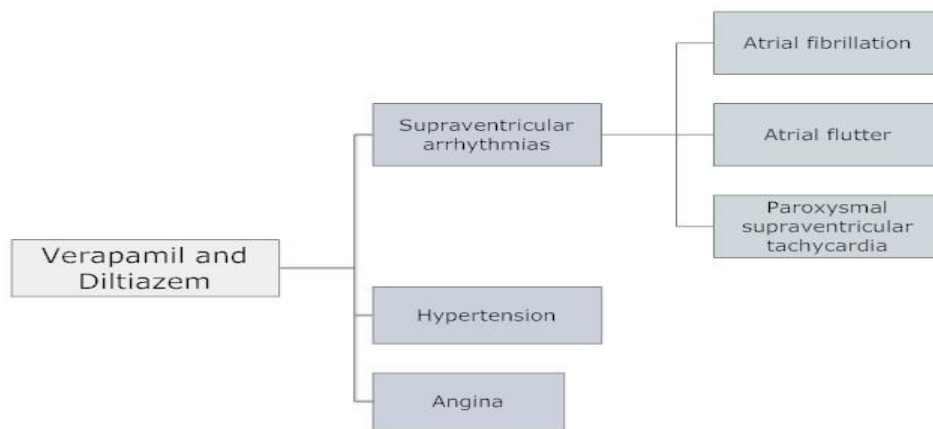 Verapamil and
Diltiazem
Supraventricular
arrhythmias
Atrial fibrillation
Atrial flutter
Paroxysmal
supraventricular
tachycardia
Hypertension
Angina